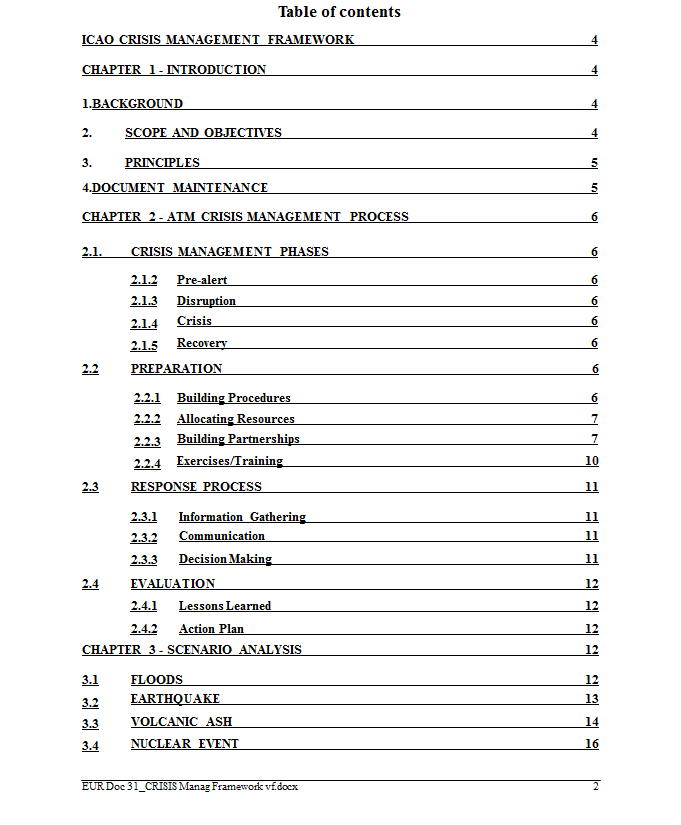 Table of contents
ICAO CRISIS MANAGEMENT FRAMEWORK 4
CHAPTER 1 - INTRODUCTION 4
1.BACKGROUND 4
2. SCOPE AND OBJECTIVES 4
3. PRINCIPLES 5
4.DOCUMENT MAINTENANCE 5
CHAPTER 2 - ATM CRISIS MANAGEMENT PROCESS 6
2.1. CRISIS MANAGEMENT PHASES 6
2.1.2 Pre-alert 6
2.1.3 Disruption 6
2.1.4 Crisis 6
2.1.5 Recovery 6
2.2 PREPARATION 6
2.2.1 Building Procedures 6
2.2.2 Allocating Resources 7
2.2.3 Building Partnerships 7
2.2.4 Exercises/Training 10
2.3 RESPONSE PROCESS 11
2.3.1 Information Gathering 11
2.3.2 Communication 11
2.3.3 Decision Making 11
2.4 EVALUATION 12
2.4.1 Lessons Learned 12
2.4.2 Action Plan 12
CHAPTER 3 - SCENARIO ANALYSIS 12
3.1 FLOODS 12
3.2 EARTHQUAKE 13
3.3 VOLCANIC ASH 14
3.4 NUCLEAR EVENT 16
EUR Doc 31_CRISIS Manag Framework vf.docx 2